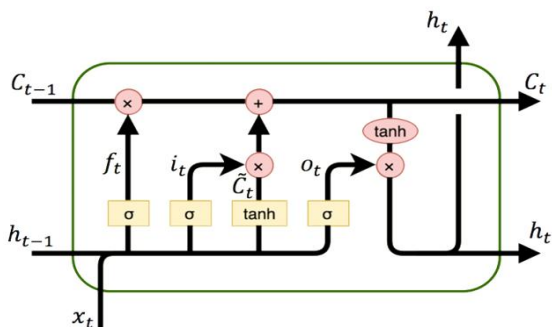 h_t
C_{t-1}
×
+
C_t
tanh
f_t
i_t
×
o_t
×
C̃_t
σ
σ
tanh
σ
h_{t-1}
h_t
x_t